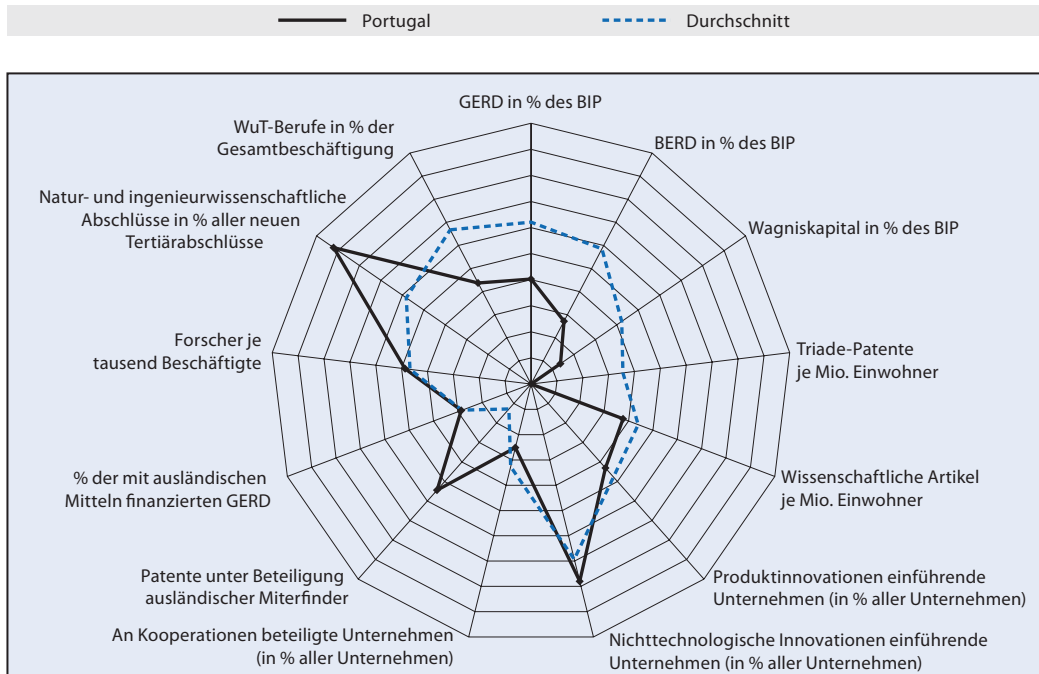 Portugal
Durchschnitt
GERD in % des BIP
BERD in % des BIP
Wagniskapital in % des BIP
Triade-Patente
je Mio. Einwohner
Wissenschaftliche Artikel
je Mio. Einwohner
Produktinnovationen einführende
Unternehmen (in % aller Unternehmen)
Nichttechnologische Innovationen einführende
Unternehmen (in % aller Unternehmen)
An Kooperationen beteiligte Unternehmen
(in % aller Unternehmen)
Patente unter Beteiligung
ausländischer Miterfinder
% der mit ausländischen
Mitteln finanzierten GERD
Forscher je
tausend Beschäftigte
Natur- und ingenieurwissenschaftliche
Abschlüsse in % aller neuen
Tertiärabschlüsse
WuT-Berufe in % der
Gesamtbeschäftigung